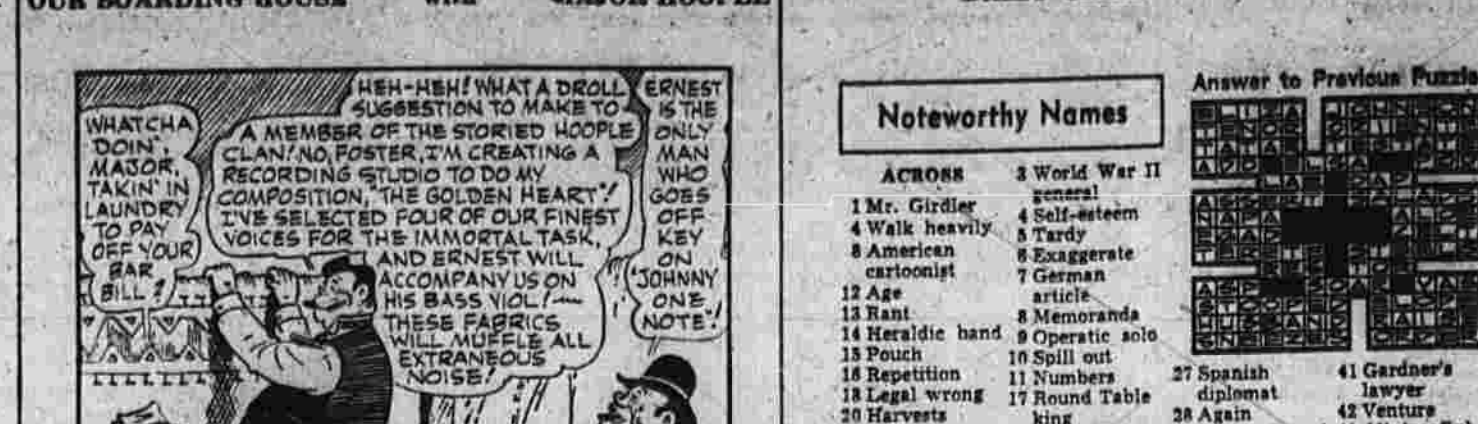 OUR BOARDING HOUSE with MAJOR HOOPLE
WHATCHA
DOIN',
MAJOR,
TAKIN' IN
LAUNDRY
TO PAY
OFF YOUR
BAR
BILL?
HEH-HEH! WHAT A DROLL
SUGGESTION TO MAKE TO
A MEMBER OF THE STORIED HOOPLE
CLAN! NO, FOSTER, I'M CREATING A
RECORDING STUDIO TO DO MY
COMPOSITION, "THE GOLDEN HEART"!
I'VE SELECTED FOUR OF OUR FINEST
VOICES FOR THE IMMORTAL TASK,
AND ERNEST WILL
ACCOMPANY US ON
HIS BASS VIOL!—
THESE FABRICS
WILL MUFFLE ALL
EXTRANEOUS
NOISE!
ERNEST
IS THE
ONLY
MAN
WHO
GOES
OFF
KEY
ON
"JOHNNY
ONE
NOTE"!
Noteworthy Names
ACROSS
1 Mr. Girdler
4 Walk heavily
8 American
cartoonist
12 Age
13 Rant
14 Heraldic band
15 Pouch
16 Repetition
18 Legal wrong
20 Harvests
3 World War II
general
4 Self-esteem
5 Tardy
6 Exaggerate
7 German
article
8 Memoranda
9 Operatic solo
10 Spill out
11 Numbers
17 Round Table
king
Answer to Previous Puzzle
27 Spanish
diplomat
28 Again
41 Gardner's
lawyer
42 Venture